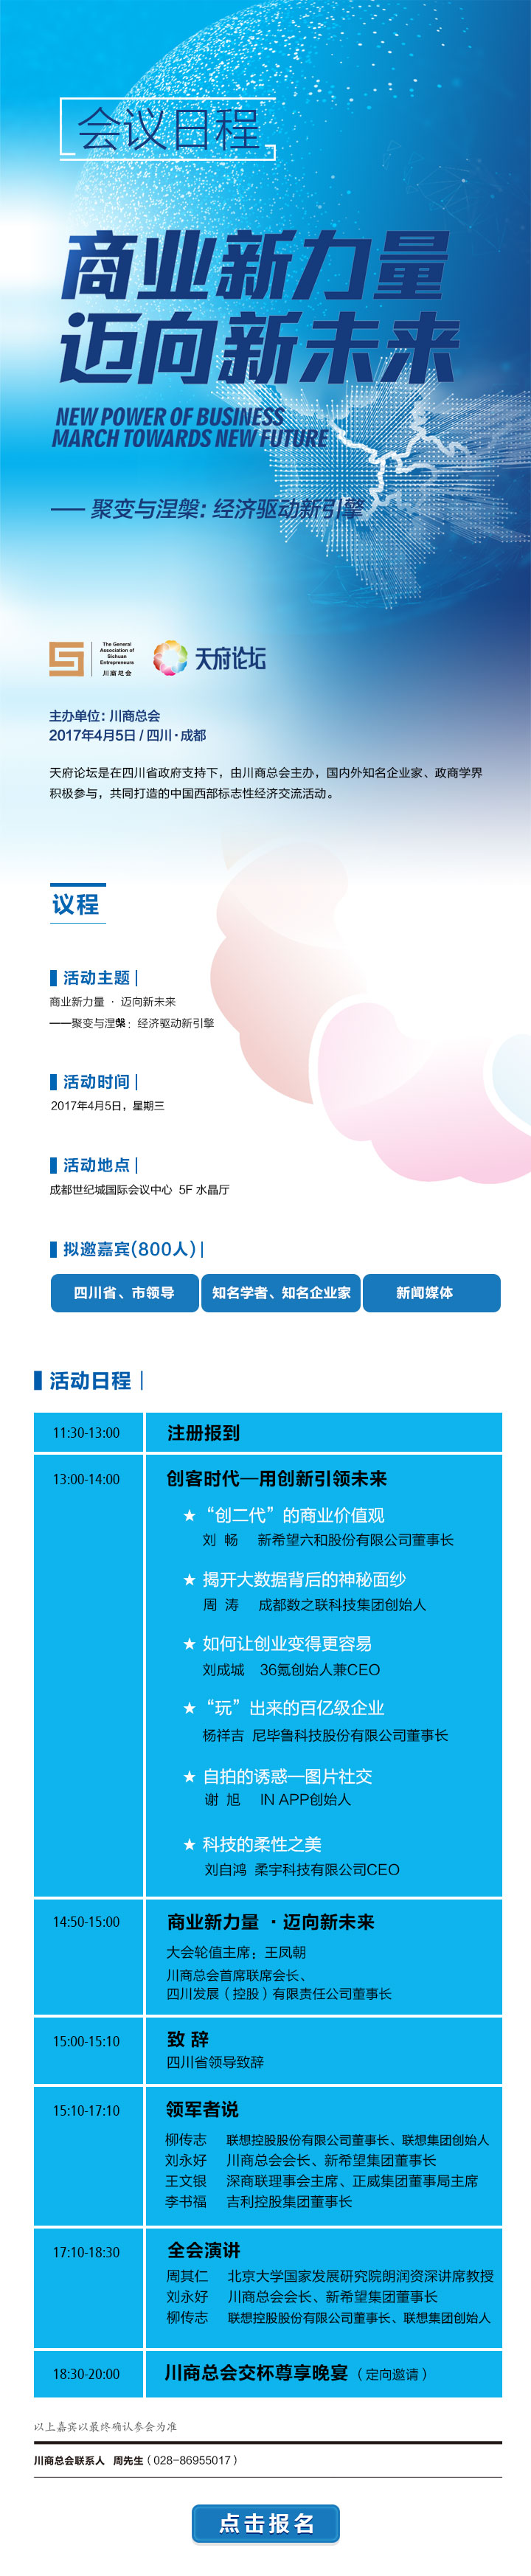 会议日程
商业新力量
迈向新未来
NEW POWER OF BUSINESS
MARCH TOWARDS NEW FUTURE
—— 聚变与涅槃: 经济驱动新引擎
The General
Association of
Sichuan
Entrepreneurs
川商总会
天府论坛
主办单位: 川商总会
2017年4月5日 / 四川·成都
天府论坛是在四川省政府支持下，由川商总会主办，国内外知名企业家、政商学界
积极参与，共同打造的中国西部标志性经济交流活动。
议程
活动主题
商业新力量 · 迈向新未来
——聚变与涅槃：经济驱动新引擎
活动时间
2017年4月5日，星期三
活动地点
成都世纪城国际会议中心 5F 水晶厅
拟邀嘉宾(800人)
四川省、市领导 知名学者、知名企业家 新闻媒体
活动日程
11:30-13:00 注册报到
13:00-14:00 创客时代—用创新引领未来
★ “创二代”的商业价值观
刘 畅 新希望六和股份有限公司董事长
★ 揭开大数据背后的神秘面纱
周 涛 成都数之联科技集团创始人
★ 如何让创业变得更容易
刘成城 36氪创始人兼CEO
★ “玩”出来的百亿级企业
杨祥吉 尼毕鲁科技股份有限公司董事长
★ 自拍的诱惑—图片社交
谢 旭 IN APP创始人
★ 科技的柔性之美
刘自鸿 柔宇科技有限公司CEO
14:50-15:00 商业新力量 · 迈向新未来
大会轮值主席：王凤朝
川商总会首席联席会长、
四川发展（控股）有限责任公司董事长
15:00-15:10 致 辞
四川省领导致辞
15:10-17:10 领军者说
柳传志 联想控股股份有限公司董事长、联想集团创始人
刘永好 川商总会会长、新希望集团董事长
王文银 深商联理事会主席、正威集团董事局主席
李书福 吉利控股集团董事长
17:10-18:30 全会演讲
周其仁 北京大学国家发展研究院朗润资深讲席教授
刘永好 川商总会会长、新希望集团董事长
柳传志 联想控股股份有限公司董事长、联想集团创始人
18:30-20:00 川商总会交杯尊享晚宴（定向邀请）
以上嘉宾以最终确认参会为准
川商总会联系人 周先生（028-86955017）
点击报名